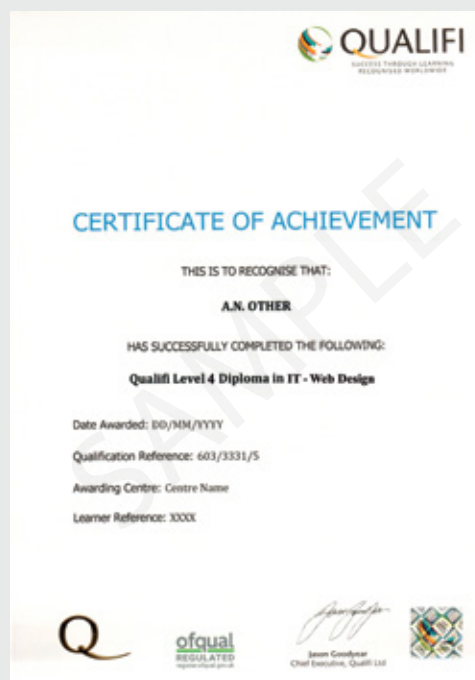 QUALIFI
SUCCESS THROUGH LEARNING
RECOGNISED WORLDWIDE
CERTIFICATE OF ACHIEVEMENT
THIS IS TO RECOGNISE THAT:
A.N. OTHER
HAS SUCCESSFULLY COMPLETED THE FOLLOWING:
Qualifi Level 4 Diploma in IT - Web Design
Date Awarded: DD/MM/YYYY
Qualification Reference: 603/3331/5
Awarding Centre: Centre Name
Learner Reference: XXXX
SAMPLE
Q
ofqual
REGULATED
Jason Goodyear
Chief Executive, Qualifi Ltd